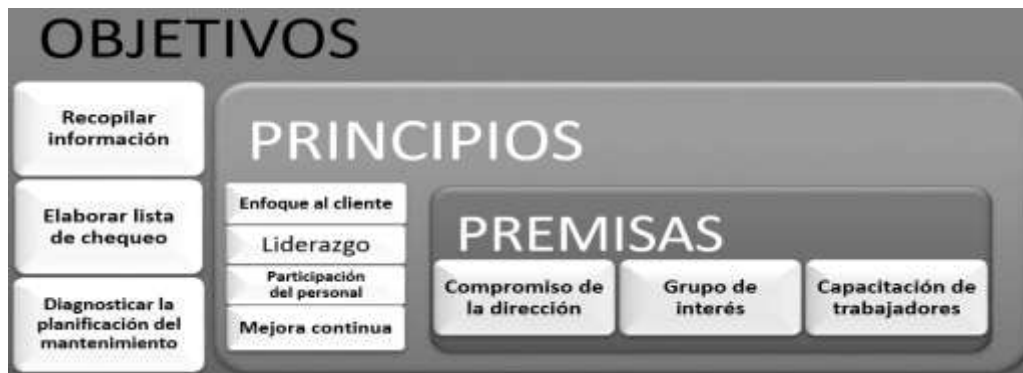 OBJETIVOS
Recopilar
información
Elaborar lista
de chequeo
Diagnosticar la
planificación del
mantenimiento
PRINCIPIOS
Enfoque al cliente
Liderazgo
Participación
del personal
Mejora continua
PREMISAS
Compromiso de
la dirección
Grupo de
interés
Capacitación de
trabajadores